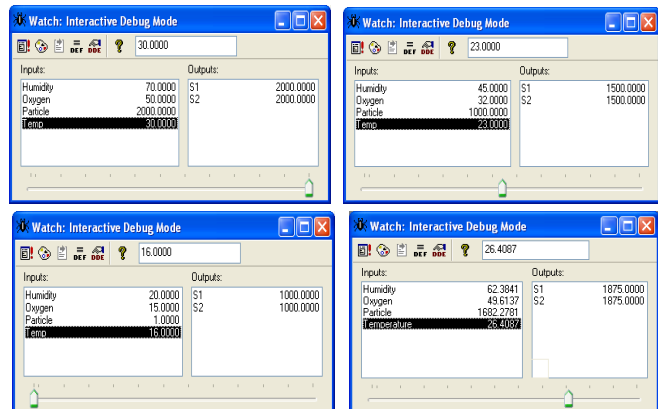 Watch: Interactive Debug Mode
DEF DDE ? 30.0000
Inputs: Outputs:
Humidity 70.0000 S1 2000.0000
Oxygen 50.0000 S2 2000.0000
Particle 2000.0000
Temp 30.0000
Watch: Interactive Debug Mode
DEF DDE ? 23.0000
Inputs: Outputs:
Humidity 45.0000 S1 1500.0000
Oxygen 32.0000 S2 1500.0000
Particle 1000.0000
Temp 23.0000
Watch: Interactive Debug Mode
DEF DDE ? 16.0000
Inputs: Outputs:
Humidity 20.0000 S1 1000.0000
Oxygen 15.0000 S2 1000.0000
Particle 1.0000
Temp 16.0000
Watch: Interactive Debug Mode
DEF DDE ? 26.4087
Inputs: Outputs:
Humidity 62.3841 S1 1875.0000
Oxygen 49.6137 S2 1875.0000
Particle 1682.2781
Temperature 26.4087